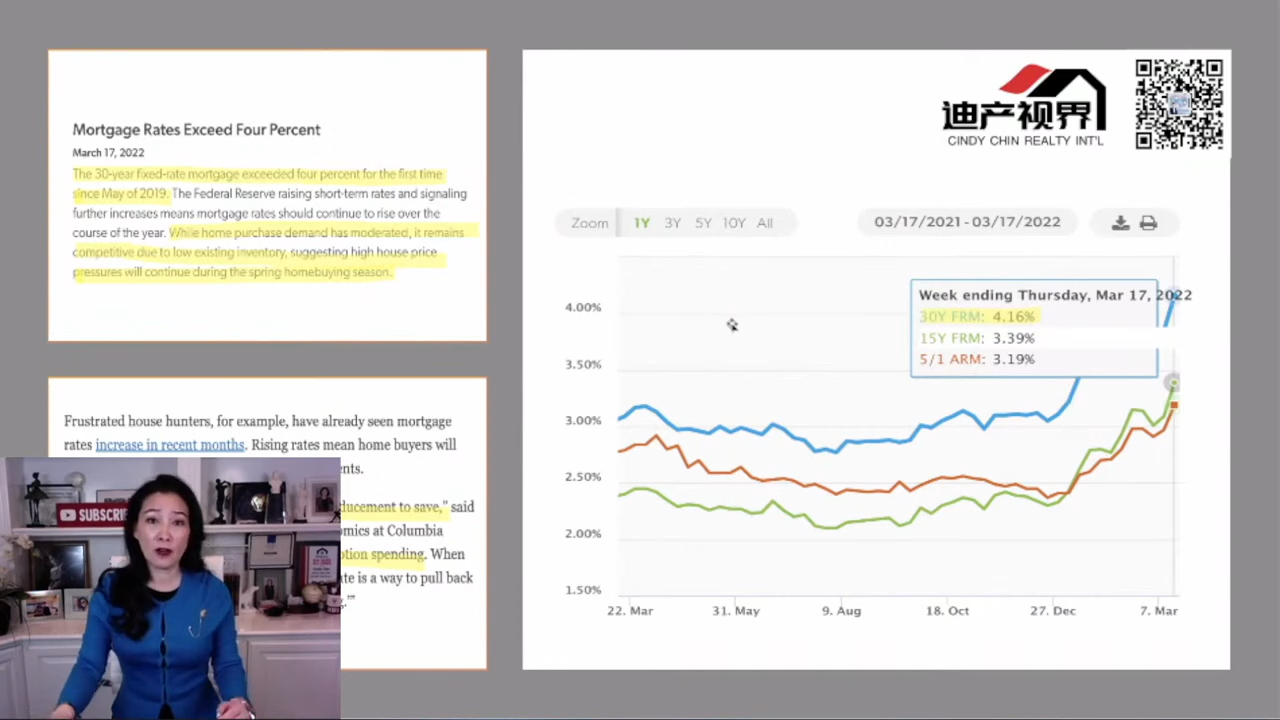 Mortgage Rates Exceed Four Percent
March 17, 2022
The 30-year fixed-rate mortgage exceeded four percent for the first time
since May of 2019. The Federal Reserve raising short-term rates and signaling
further increases means mortgage rates should continue to rise over the
course of the year. While home purchase demand has moderated, it remains
competitive due to low existing inventory, suggesting high house price
pressures will continue during the spring homebuying season.
Frustrated house hunters, for example, have already seen mortgage
rates increase in recent months. Rising rates mean home buyers will
ents.
ducement to save," said
omics at Columbia
ption spending. When
ate is a way to pull back
SUBSCRIB
迪产视界
CINDY CHIN REALTY INT'L
Zoom 1Y 3Y 5Y 10Y All
03/17/2021 - 03/17/2022
Week ending Thursday, Mar 17, 2022
30Y FRM: 4.16%
15Y FRM: 3.39%
5/1 ARM: 3.19%
4.00%
3.50%
3.00%
2.50%
2.00%
1.50%
22. Mar 31. May 9. Aug 18. Oct 27. Dec 7. Mar